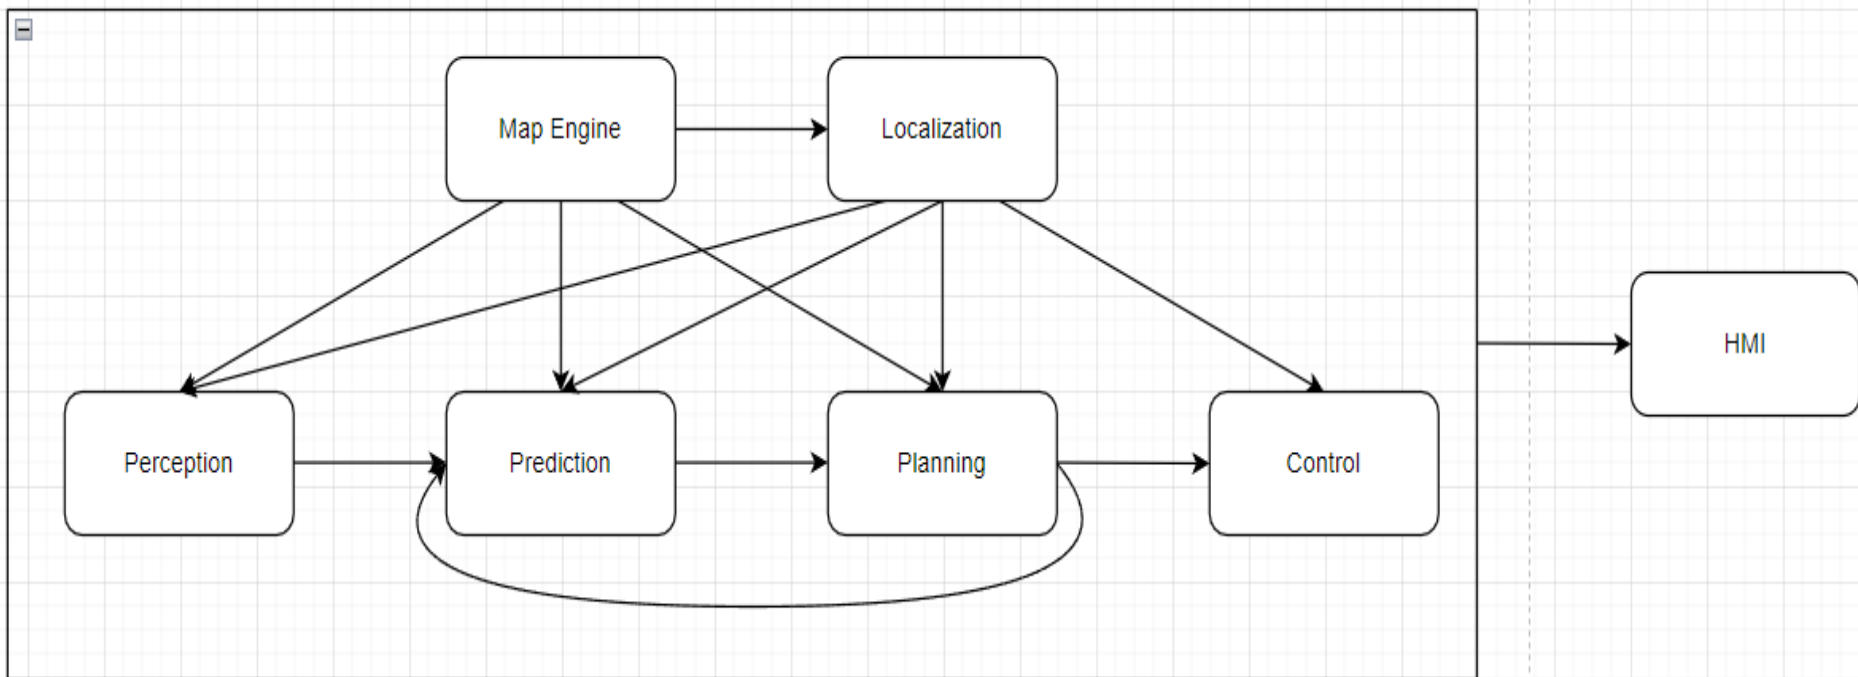 Map Engine
Localization
HMI
Perception
Prediction
Planning
Control